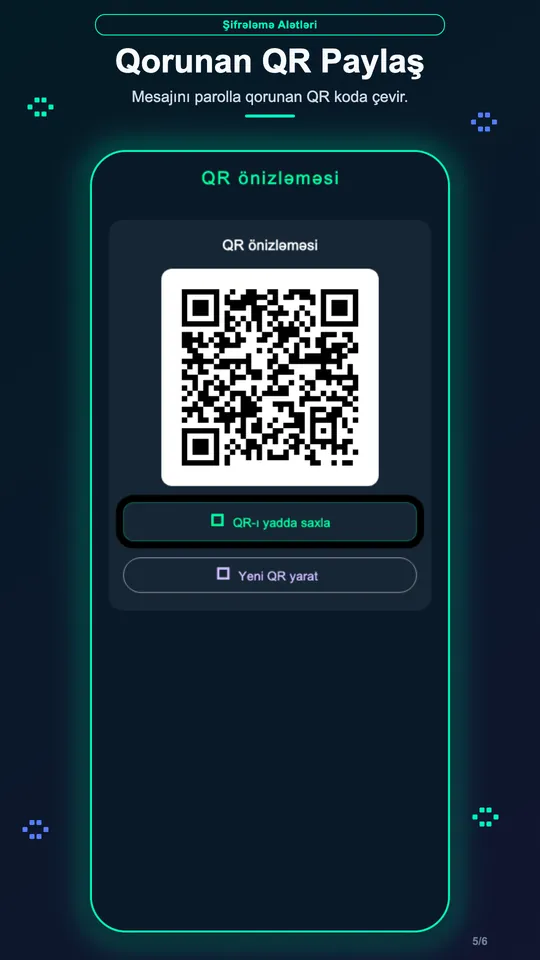 Şifrələmə Alətləri
Qorunan QR Paylaş
Mesajını parolla qorunan QR koda çevir.
QR önizləməsi
QR önizləməsi
QR-ı yadda saxla
Yeni QR yarat
5/6